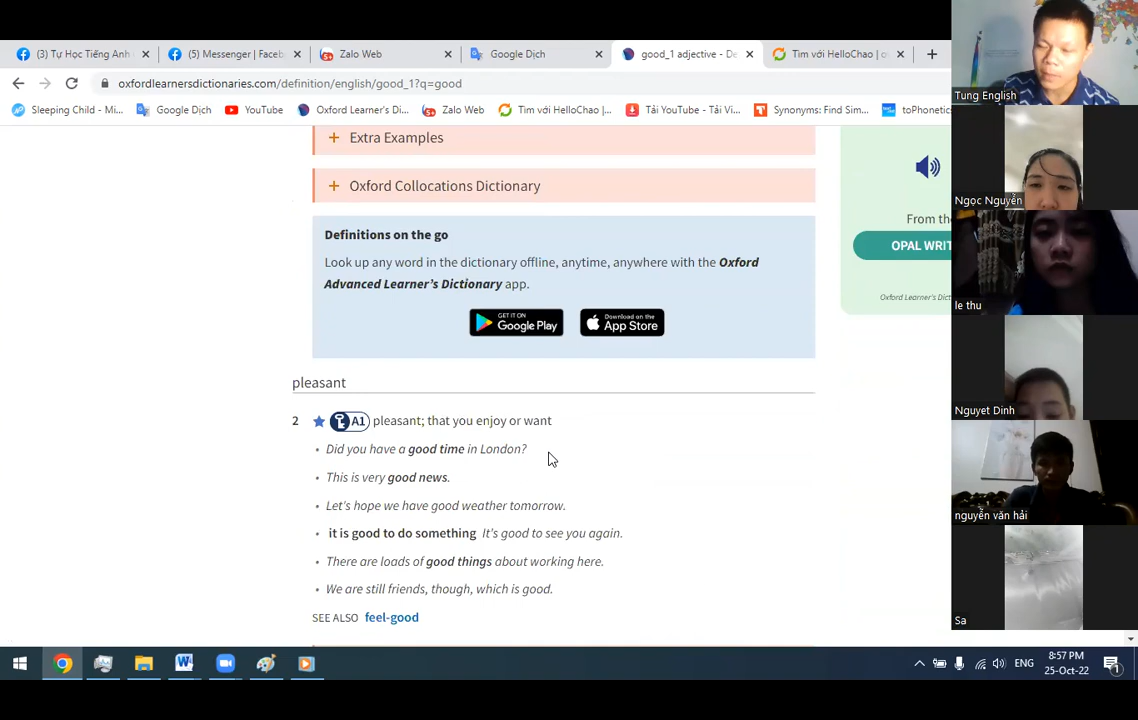 (3) Tự Học Tiếng Anh
(5) Messenger | Faceb
Zalo Web
Google Dịch
good_1 adjective - De
Tìm với HelloChao | o
oxfordlearnersdictionaries.com/definition/english/good_1?q=good
Sleeping Child - Mi...
Google Dịch
YouTube
Oxford Learner's Di...
Zalo Web
Tìm với HelloChao |...
Tải YouTube - Tải Vi...
Synonyms: Find Sim...
toPhonetic
Extra Examples
Oxford Collocations Dictionary
Definitions on the go
Look up any word in the dictionary offline, anytime, anywhere with the Oxford
Advanced Learner's Dictionary app.
GET IT ON
Google Play
Download on the
App Store
From the
OPAL WRIT
Oxford Learner's Dict
pleasant
2 A1 pleasant; that you enjoy or want
• Did you have a good time in London?
• This is very good news.
• Let's hope we have good weather tomorrow.
• it is good to do something It's good to see you again.
• There are loads of good things about working here.
• We are still friends, though, which is good.
SEE ALSO feel-good
Tung English
Ngọc Nguyễn
le thu
Nguyet Dinh
nguyễn văn hải
Sa
ENG
8:57 PM
25-Oct-22
1